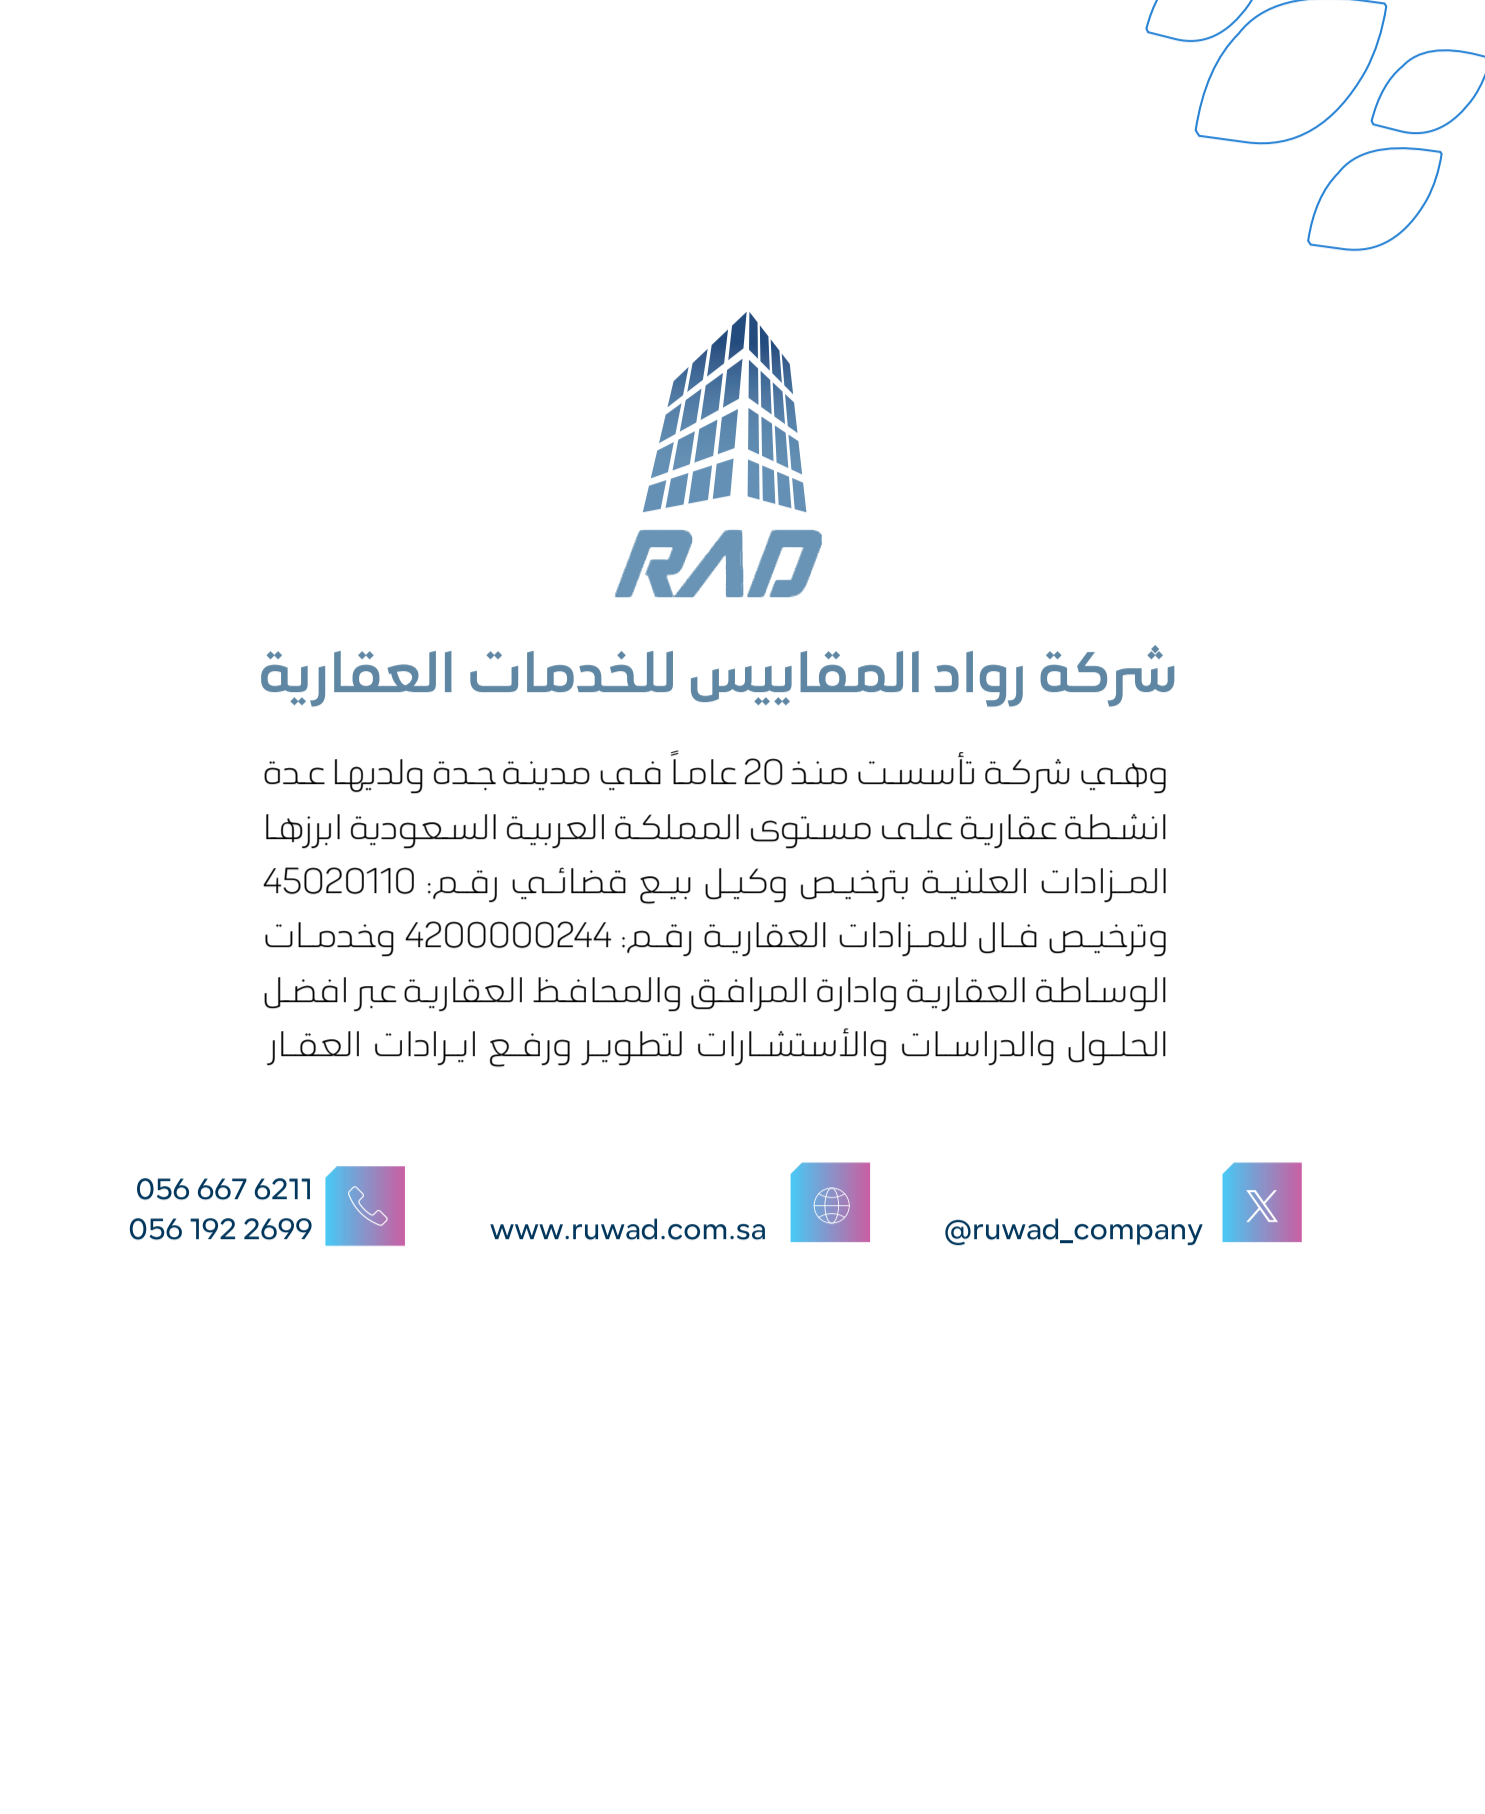 RAD
شركة رواد المقاييس للخدمات العقارية
وهي شركة تأسست منذ 20 عاماً في مدينة جدة ولديها عدة
انشطة عقارية على مستوى المملكة العربية السعودية ابرزها
المزادات العلنية بترخيص وكيل بيع قضائي رقم: 45020110
وترخيص فال للمزادات العقارية رقم: 4200000244 وخدمات
الوساطة العقارية وادارة المرافق والمحافظ العقارية عبر افضل
الحلول والدراسات والأستشارات لتطوير ورفع ايرادات العقار
@ruwad_company
www.ruwad.com.sa
056 667 6211
056 192 2699